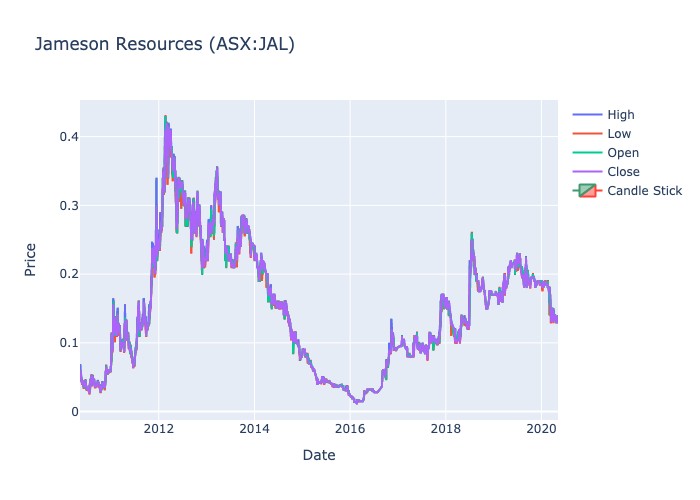 Jameson Resources (ASX:JAL)
High
Low
Open
Close
Candle Stick
Price
0.4
0.3
0.2
0.1
0
2012
2014
2016
2018
2020
Date